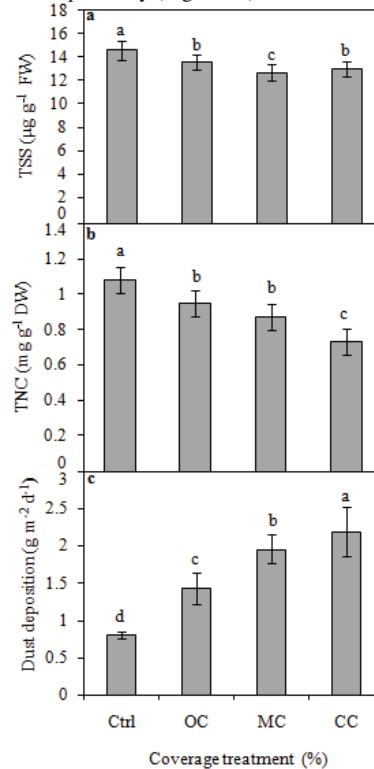 a
TSS (µg g-1 FW)
18
16
14
12
10
8
6
4
2
0
a
b
c
b
b
TNC (mg g-1 DW)
1.4
1.2
1
0.8
0.6
0.4
0.2
0
a
b
b
c
c
Dust deposition (g m-2 d-1)
3
2.5
2
1.5
1
0.5
0
d
c
b
a
Ctrl OC MC CC
Coverage treatment (%)